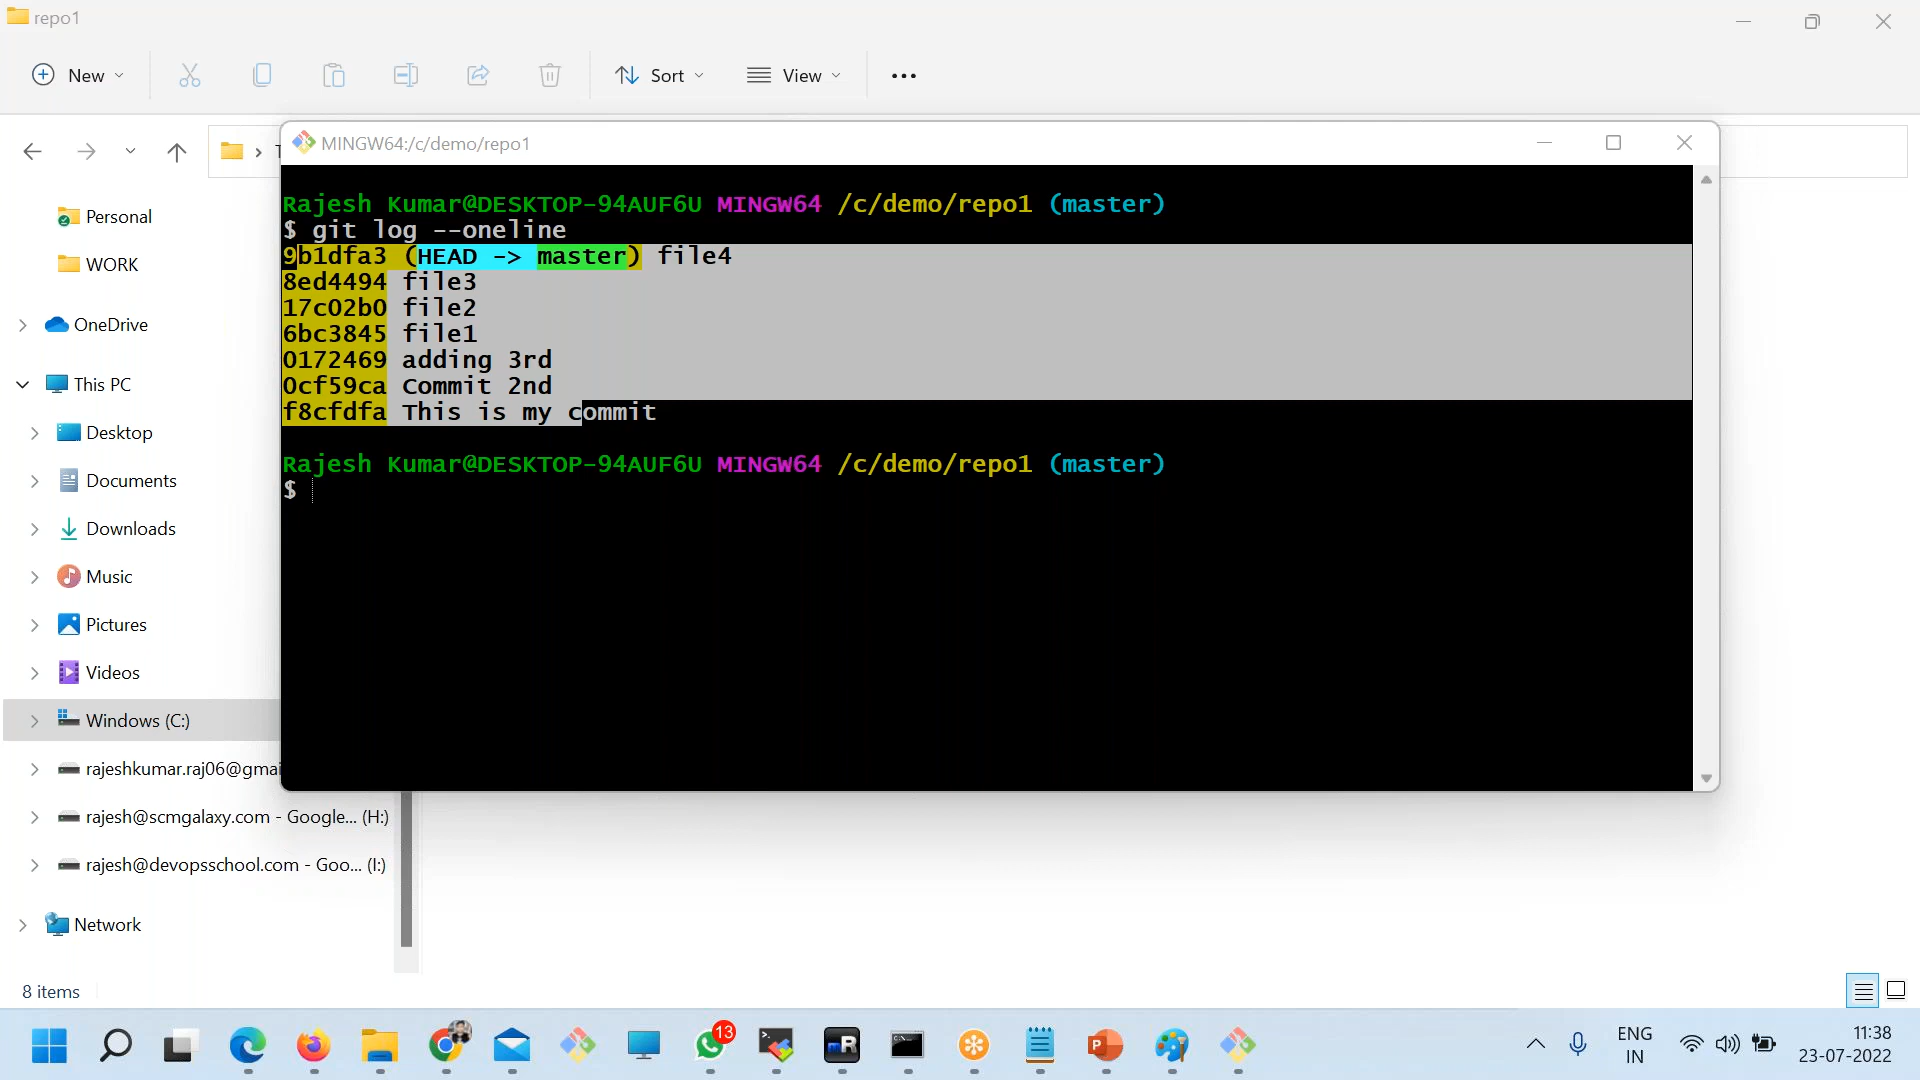 repo1
New
Sort
View
MINGW64:/c/demo/repo1
Rajesh Kumar@DESKTOP-94AUF6U MINGW64 /c/demo/repo1 (master)
$ git log --oneline
9b1dfa3 (HEAD -> master) file4
8ed4494 file3
17c02b0 file2
6bc3845 file1
0172469 adding 3rd
0cf59ca Commit 2nd
f8cfdfa This is my commit
Rajesh Kumar@DESKTOP-94AUF6U MINGW64 /c/demo/repo1 (master)
$
Personal
WORK
OneDrive
This PC
Desktop
Documents
Downloads
Music
Pictures
Videos
Windows (C:)
rajeshkumar.raj06@gmai
rajesh@scmgalaxy.com - Google... (H:)
rajesh@devopsschool.com - Goo... (I:)
Network
8 items
13
ENG
IN
11:38
23-07-2022